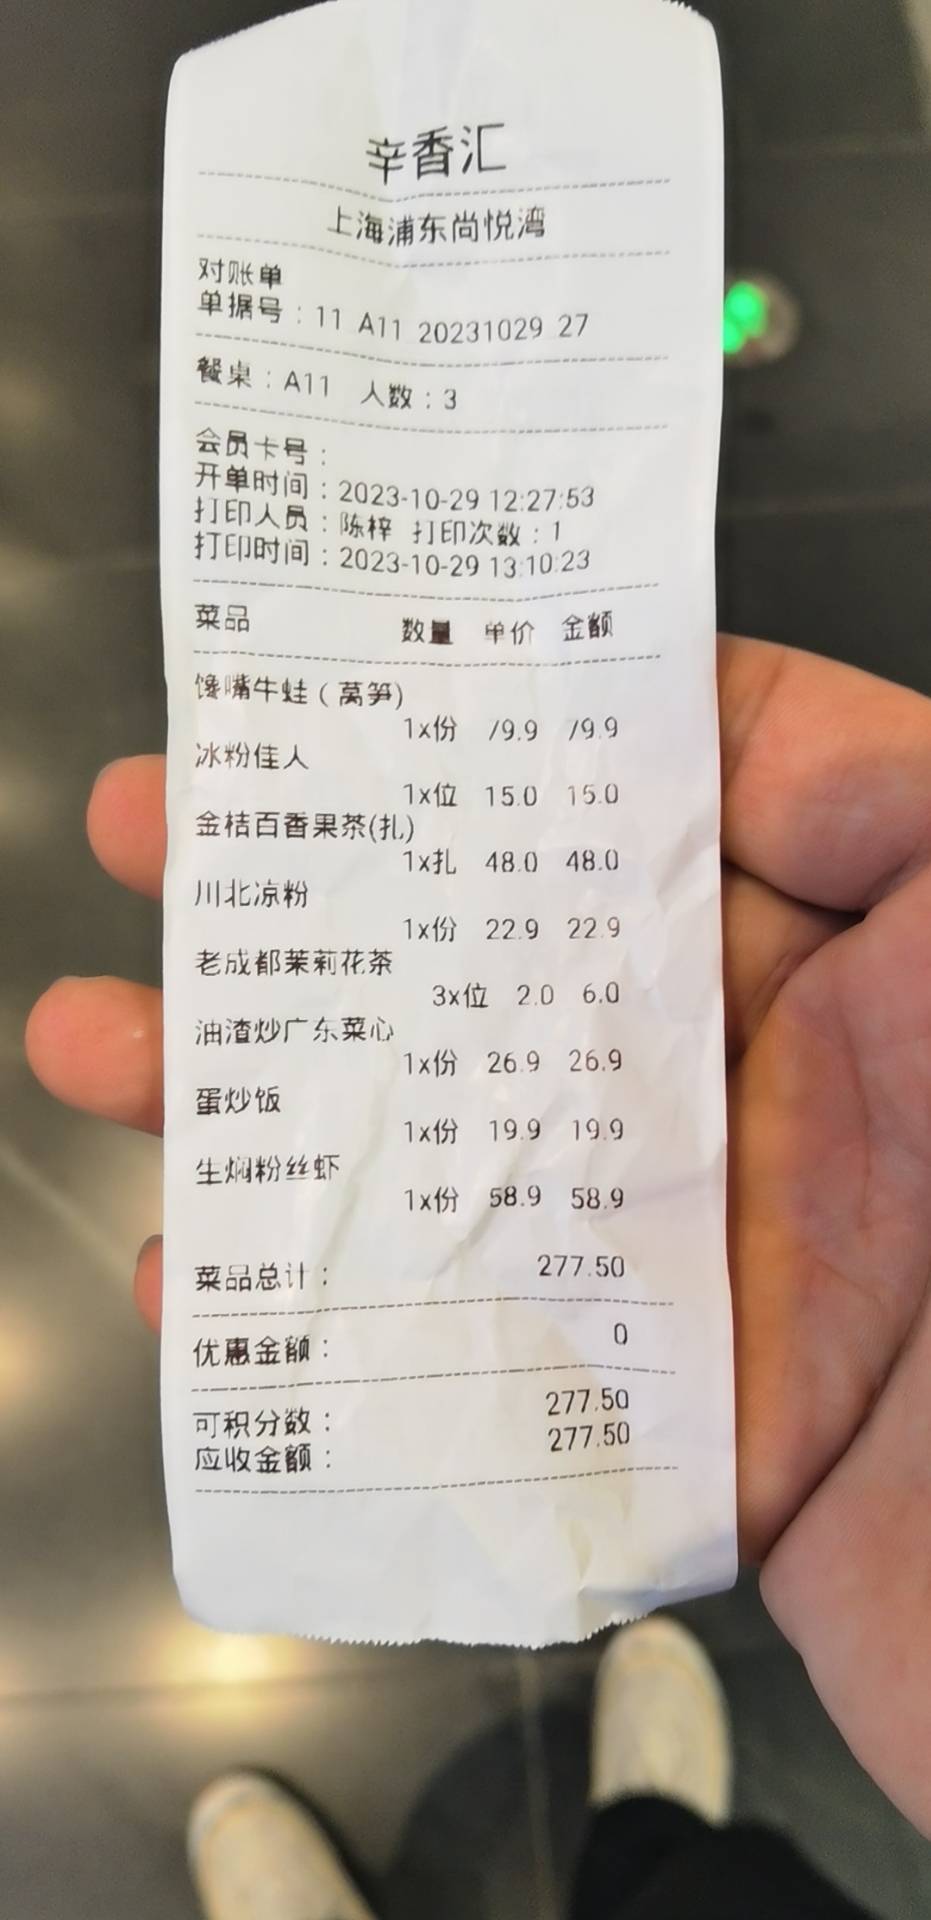 辛香汇
上海浦东尚悦湾
对账单
单据号：11 A11 20231029 27
餐桌：A11 人数：3
会员卡号：
开单时间：2023-10-29 12:27:53
打印人员：陈梓 打印次数：1
打印时间：2023-10-29 13:10:23
菜品 数量 单价 金额
馋嘴牛蛙（莴笋）
1x份 79.9 79.9
冰粉佳人
1x位 15.0 15.0
金桔百香果茶(扎)
1x扎 48.0 48.0
川北凉粉
1x份 22.9 22.9
老成都茉莉花茶
3x位 2.0 6.0
油渣炒广东菜心
1x份 26.9 26.9
蛋炒饭
1x份 19.9 19.9
生焖粉丝虾
1x份 58.9 58.9
菜品总计： 277.50
优惠金额： 0
可积分数： 277.50
应收金额： 277.50